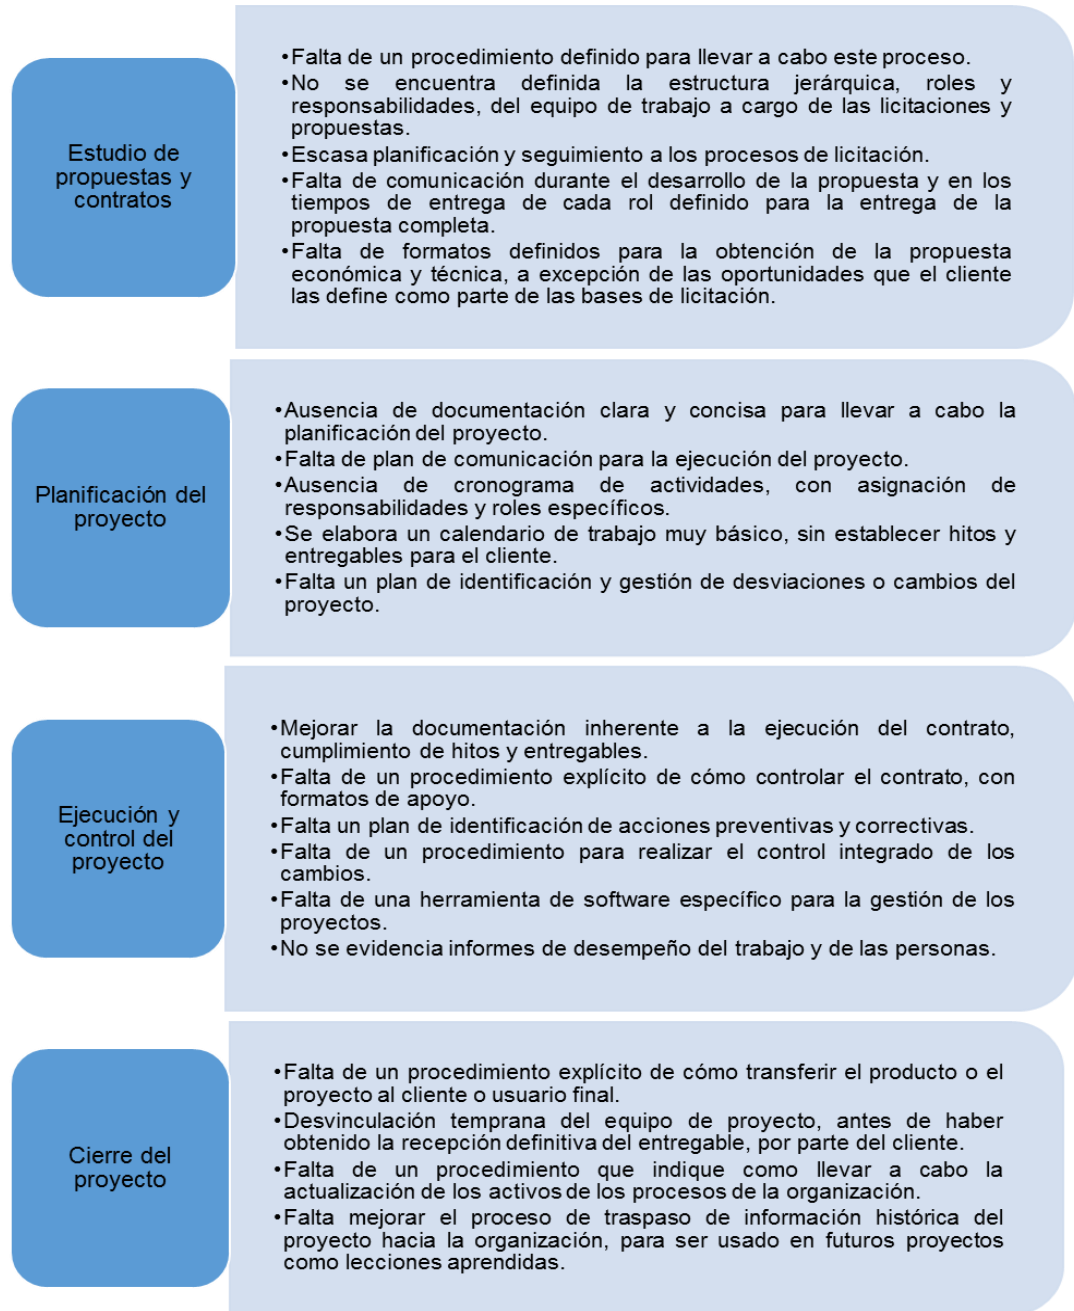 Estudio de
propuestas y
contratos
•Falta de un procedimiento definido para llevar a cabo este proceso.
•No se encuentra definida la estructura jerárquica, roles y
responsabilidades, del equipo de trabajo a cargo de las licitaciones y
propuestas.
•Escasa planificación y seguimiento a los procesos de licitación.
•Falta de comunicación durante el desarrollo de la propuesta y en los
tiempos de entrega de cada rol definido para la entrega de la
propuesta completa.
•Falta de formatos definidos para la obtención de la propuesta
económica y técnica, a excepción de las oportunidades que el cliente
las define como parte de las bases de licitación.
Planificación del
proyecto
•Ausencia de documentación clara y concisa para llevar a cabo la
planificación del proyecto.
•Falta de plan de comunicación para la ejecución del proyecto.
•Ausencia de cronograma de actividades, con asignación de
responsabilidades y roles específicos.
•Se elabora un calendario de trabajo muy básico, sin establecer hitos y
entregables para el cliente.
•Falta un plan de identificación y gestión de desviaciones o cambios del
proyecto.
Ejecución y
control del
proyecto
•Mejorar la documentación inherente a la ejecución del contrato,
cumplimiento de hitos y entregables.
•Falta de un procedimiento explícito de cómo controlar el contrato, con
formatos de apoyo.
•Falta un plan de identificación de acciones preventivas y correctivas.
•Falta de un procedimiento para realizar el control integrado de los
cambios.
•Falta de una herramienta de software específico para la gestión de los
proyectos.
•No se evidencia informes de desempeño del trabajo y de las personas.
Cierre del
proyecto
•Falta de un procedimiento explícito de cómo transferir el producto o el
proyecto al cliente o usuario final.
•Desvinculación temprana del equipo de proyecto, antes de haber
obtenido la recepción definitiva del entregable, por parte del cliente.
•Falta de un procedimiento que indique como llevar a cabo la
actualización de los activos de los procesos de la organización.
•Falta mejorar el proceso de traspaso de información histórica del
proyecto hacia la organización, para ser usado en futuros proyectos
como lecciones aprendidas.